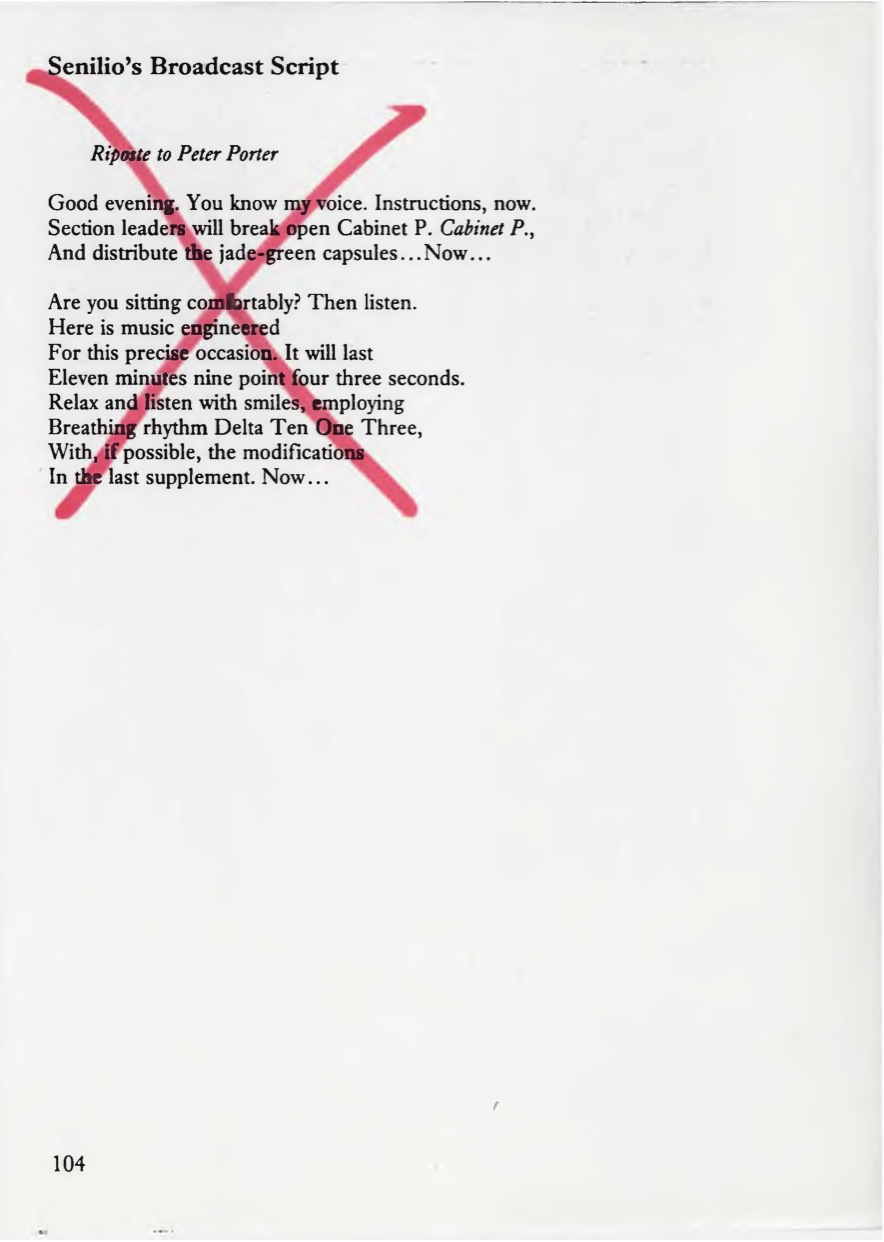 Senilio's Broadcast Script
Riposte to Peter Porter
Good evening. You know my voice. Instructions, now.
Section leaders will break open Cabinet P. Cabinet P.,
And distribute the jade-green capsules...Now...
Are you sitting comfortably? Then listen.
Here is music engineered
For this precise occasion. It will last
Eleven minutes nine point four three seconds.
Relax and listen with smiles, employing
Breathing rhythm Delta Ten One Three,
With, if possible, the modifications
In the last supplement. Now...
104